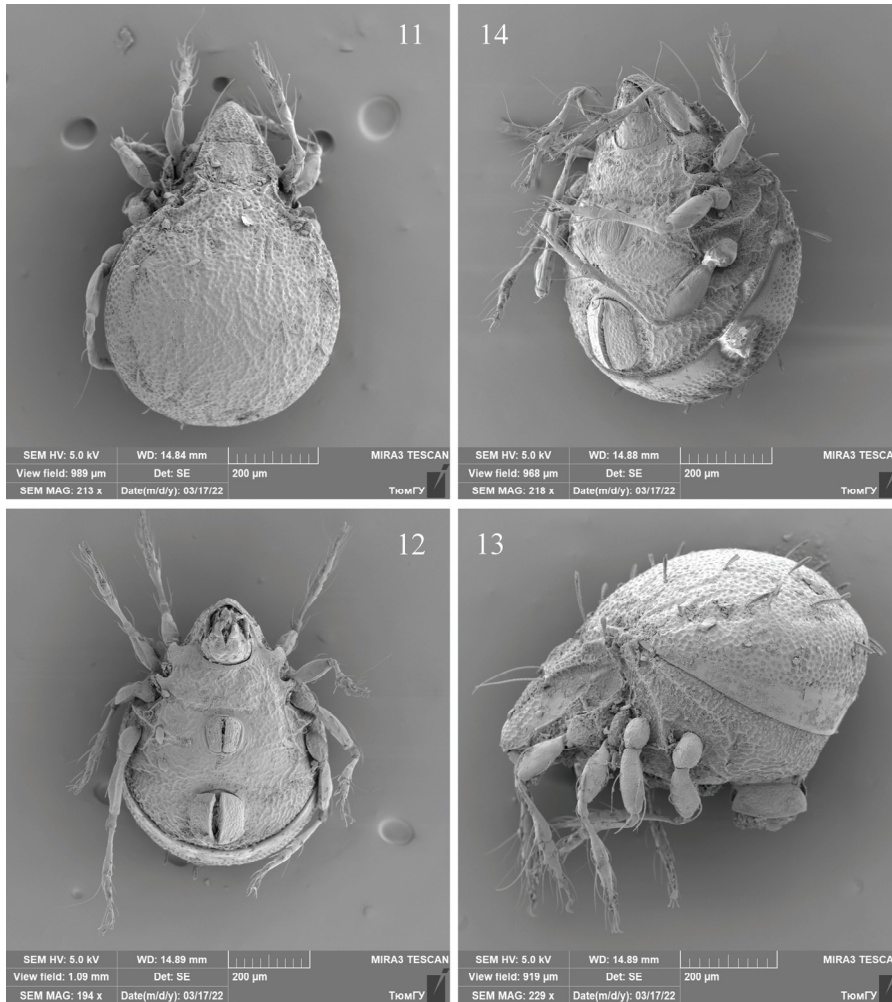 11
SEM HV: 5.0 kV WD: 14.84 mm MIRA3 TESCAN
View field: 989 µm Det: SE 200 µm
SEM MAG: 213 x Date(m/d/y): 03/17/22 ТюмГУ
14
SEM HV: 5.0 kV WD: 14.88 mm MIRA3 TESCAN
View field: 968 µm Det: SE 200 µm
SEM MAG: 218 x Date(m/d/y): 03/17/22 ТюмГУ
12
SEM HV: 5.0 kV WD: 14.89 mm MIRA3 TESCAN
View field: 1.09 mm Det: SE 200 µm
SEM MAG: 194 x Date(m/d/y): 03/17/22 ТюмГУ
13
SEM HV: 5.0 kV WD: 14.89 mm MIRA3 TESCAN
View field: 919 µm Det: SE 200 µm
SEM MAG: 229 x Date(m/d/y): 03/17/22 ТюмГУ